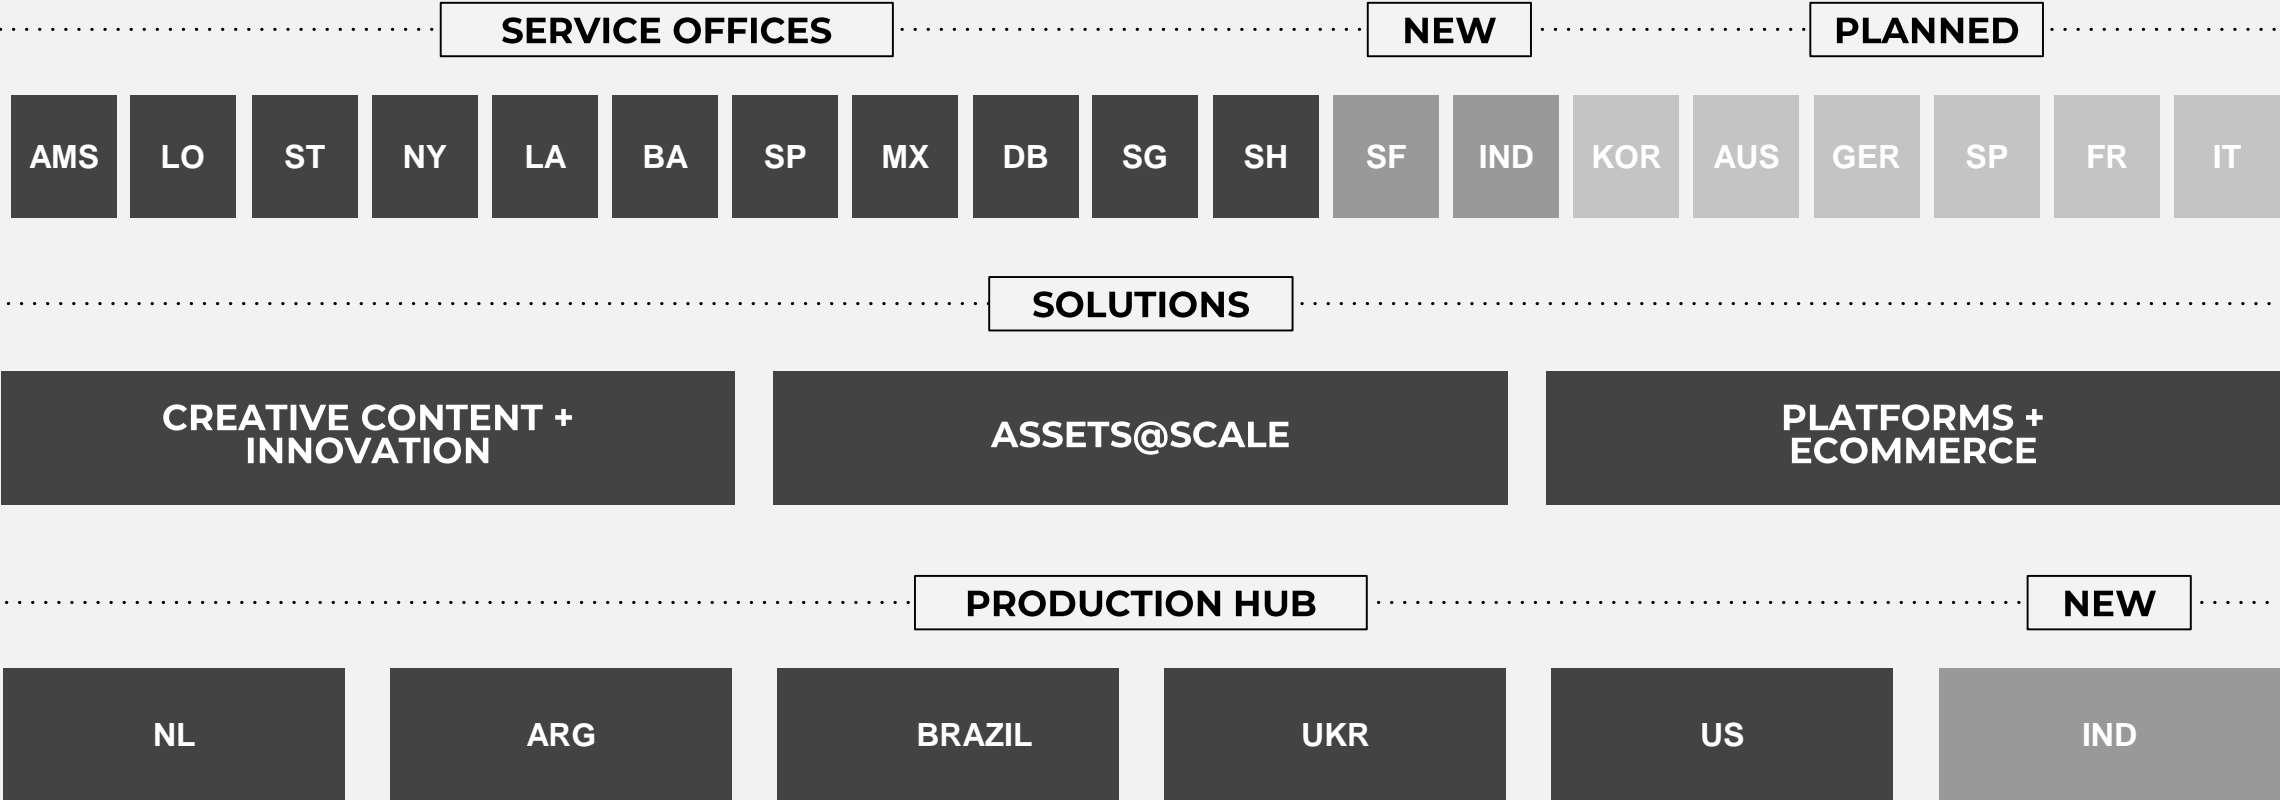 SERVICE OFFICES NEW PLANNED
AMS LO ST NY LA BA SP MX DB SG SH SF IND KOR AUS GER SP FR IT
SOLUTIONS
CREATIVE CONTENT +
INNOVATION
ASSETS@SCALE
PLATFORMS +
ECOMMERCE
PRODUCTION HUB NEW
NL ARG BRAZIL UKR US IND